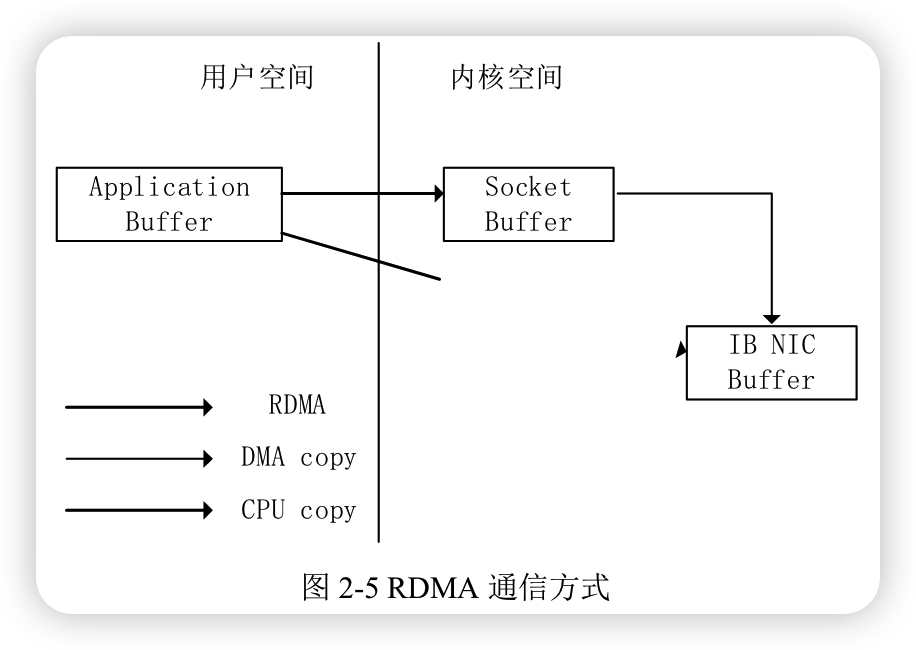 用户空间
内核空间
Application
Buffer
Socket
Buffer
IB NIC
Buffer
RDMA
DMA copy
CPU copy
图 2-5 RDMA 通信方式